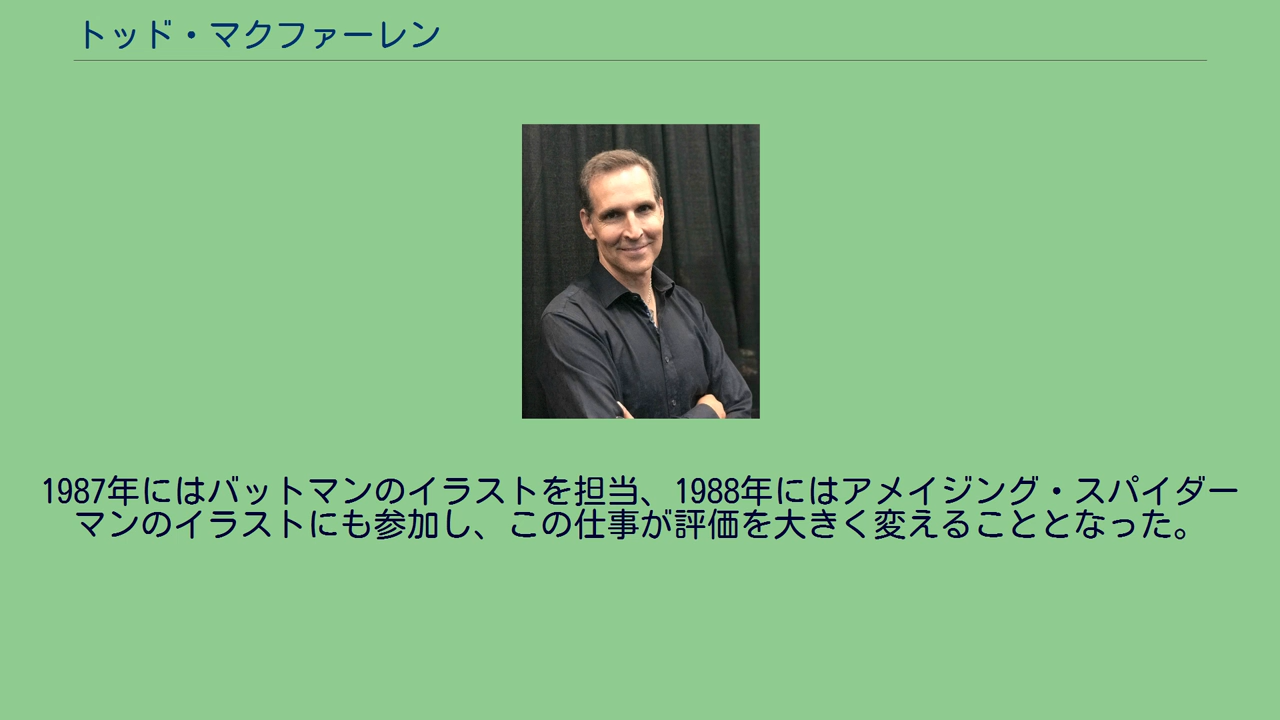 トッド・マクファーレン
1987年にはバットマンのイラストを担当、1988年にはアメイジング・スパイダー
マンのイラストにも参加し、この仕事が評価を大きく変えることとなった。